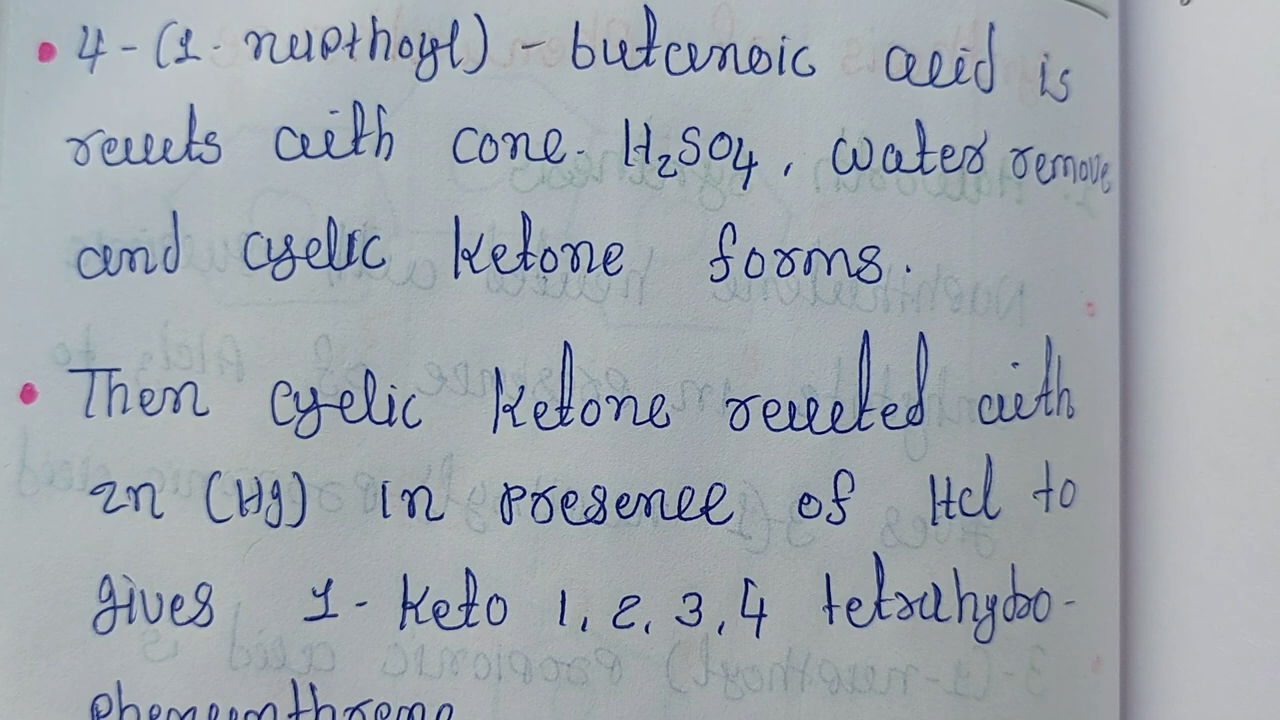 • 4-(1-napthoyl)-butanoic acid is
reacts with conc. H₂SO₄, water remove
and cyclic ketone forms.
• Then cyclic ketone reacted with
zn (Hg) in presence of Hcl to
gives 1-keto 1,2,3,4 tetrahydro-
phenanthrene